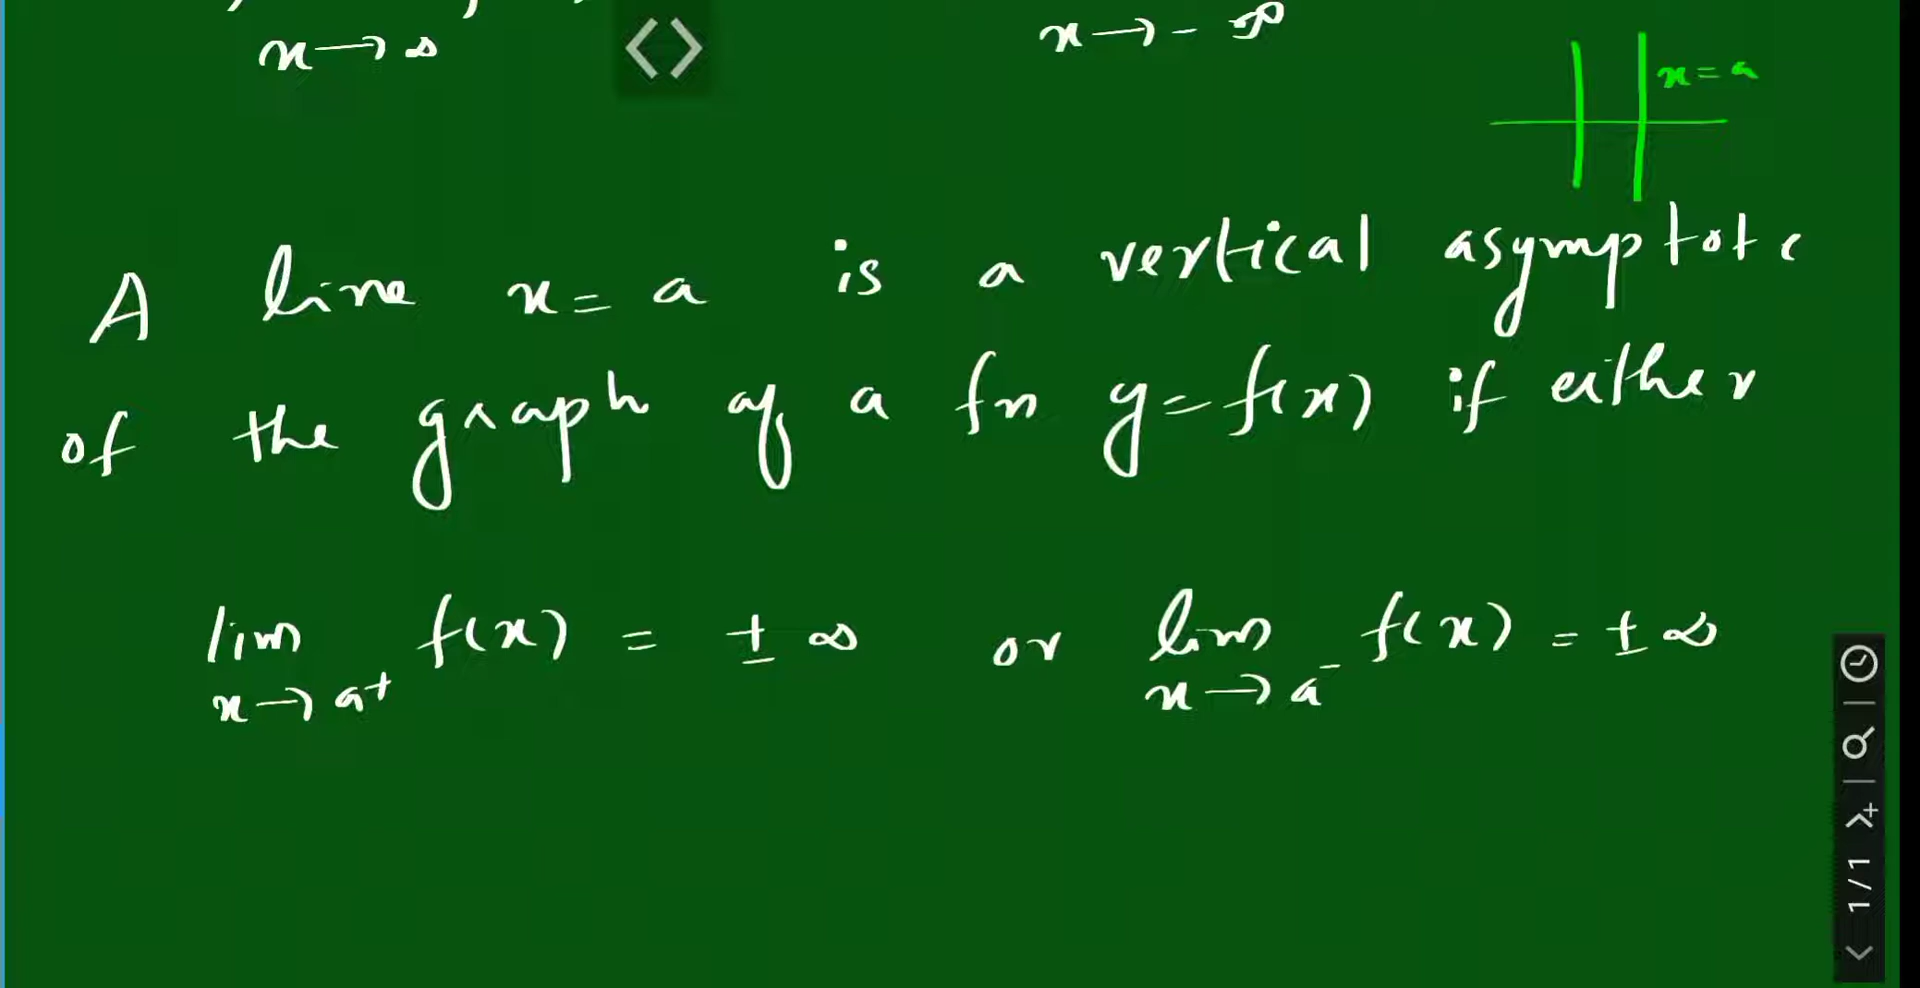 x → ∞ x → - ∞
x = a
A line x = a is a vertical asymptote
of the graph of a fn y = f(x) if either
lim f(x) = ± ∞ or lim f(x) = ± ∞
x → a+ x → a-
1/1